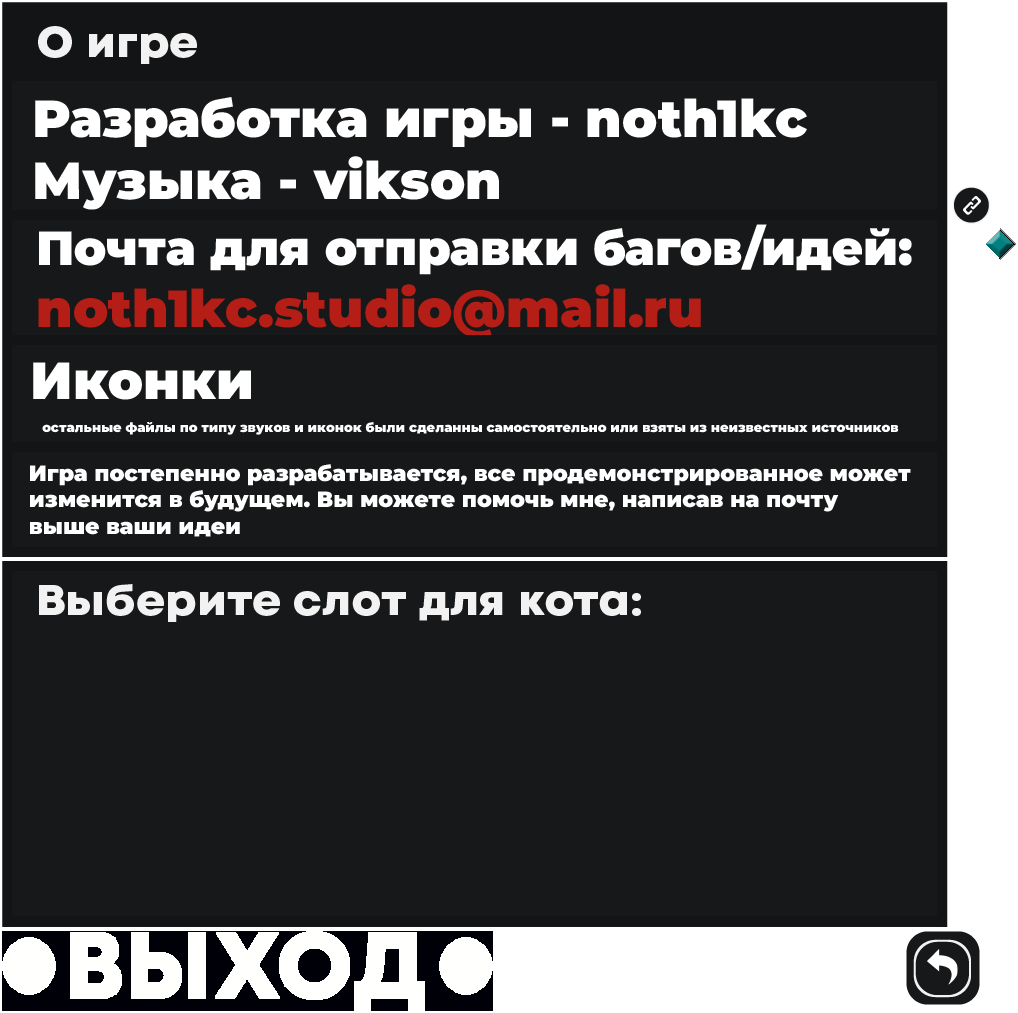 О игре
Разработка игры - noth1kc
Музыка - vikson
Почта для отправки багов/идей:
noth1kc.studio@mail.ru
Иконки
остальные файлы по типу звуков и иконок были сделанны самостоятельно или взяты из неизвестных источников
Игра постепенно разрабатывается, все продемонстрированное может
изменится в будущем. Вы можете помочь мне, написав на почту
выше ваши идеи
Выберите слот для кота:
ВЫХОД